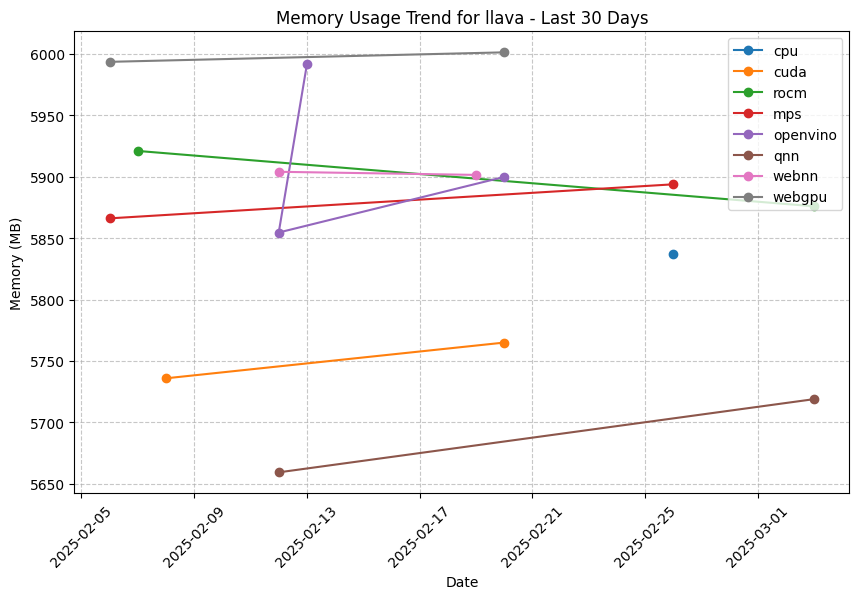 Memory Usage Trend for llava - Last 30 Days
cpu
cuda
rocm
mps
openvino
qnn
webnn
webgpu
Memory (MB)
6000
5950
5900
5850
5800
5750
5700
5650
2025-02-05
2025-02-09
2025-02-13
2025-02-17
2025-02-21
2025-02-25
2025-03-01
Date